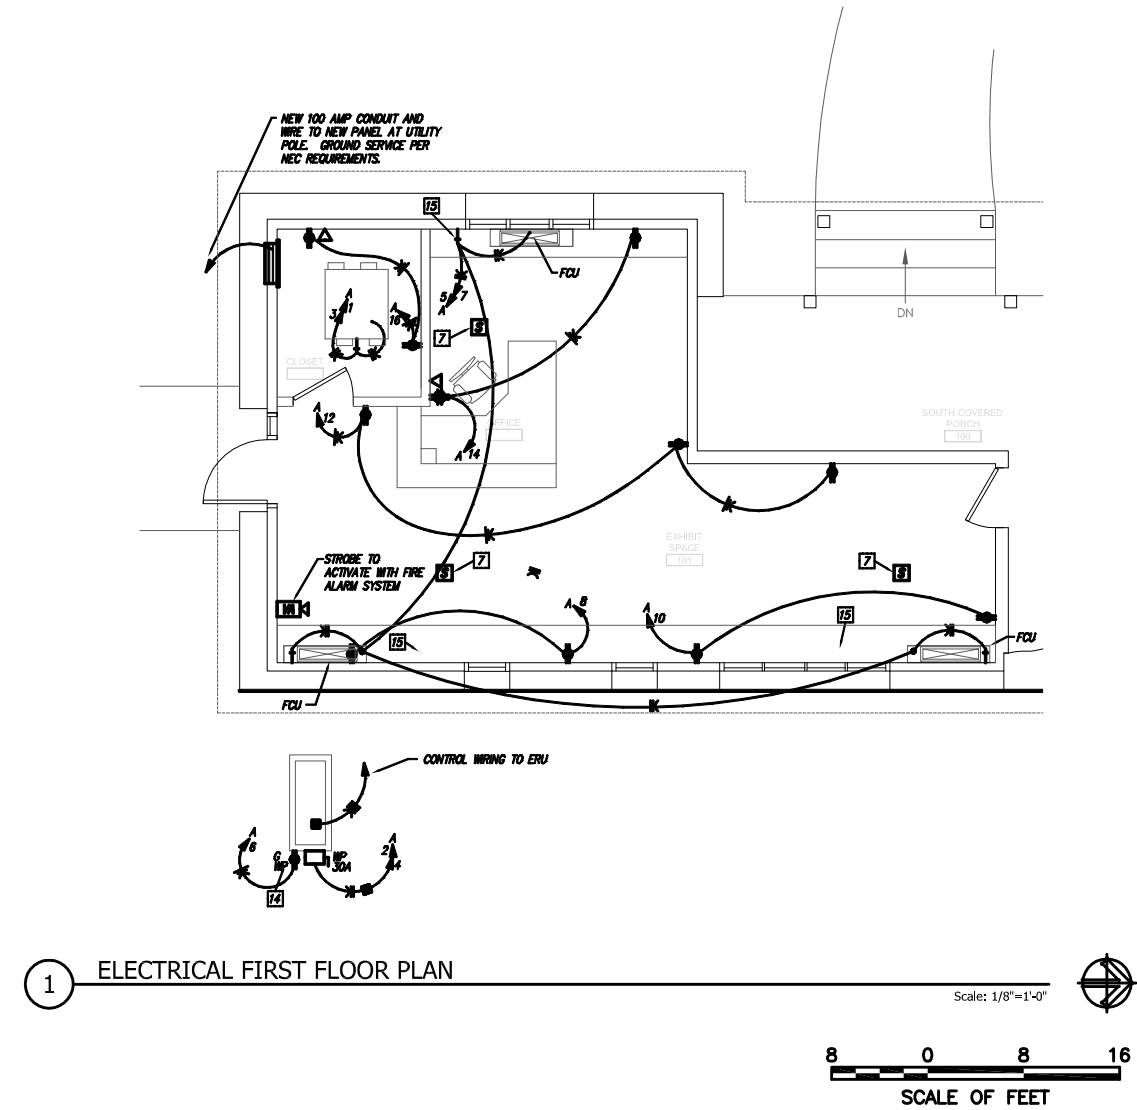 NEW 100 AMP CONDUIT AND
WIRE TO NEW PANEL AT UTILITY
POLE. GROUND SERVICE PER
NEC REQUIREMENTS.
15
FCU
5 7
A
A
3 1
A
16
7
S
DN
CLOSET
A
12
OFFICE
A 14
SOUTH COVERED
PORCH
100
EXHIBIT
SPACE
101
STROBE TO
ACTIVATE WITH FIRE
ALARM SYSTEM
S
7
7
S
A 8
A
10
15
15
FCU
FCU
CONTROL WIRING TO ERU
A
6
G
WP
WP
30A
A
2
4
14
1
ELECTRICAL FIRST FLOOR PLAN
Scale: 1/8"=1'-0"
8 0 8 16
SCALE OF FEET